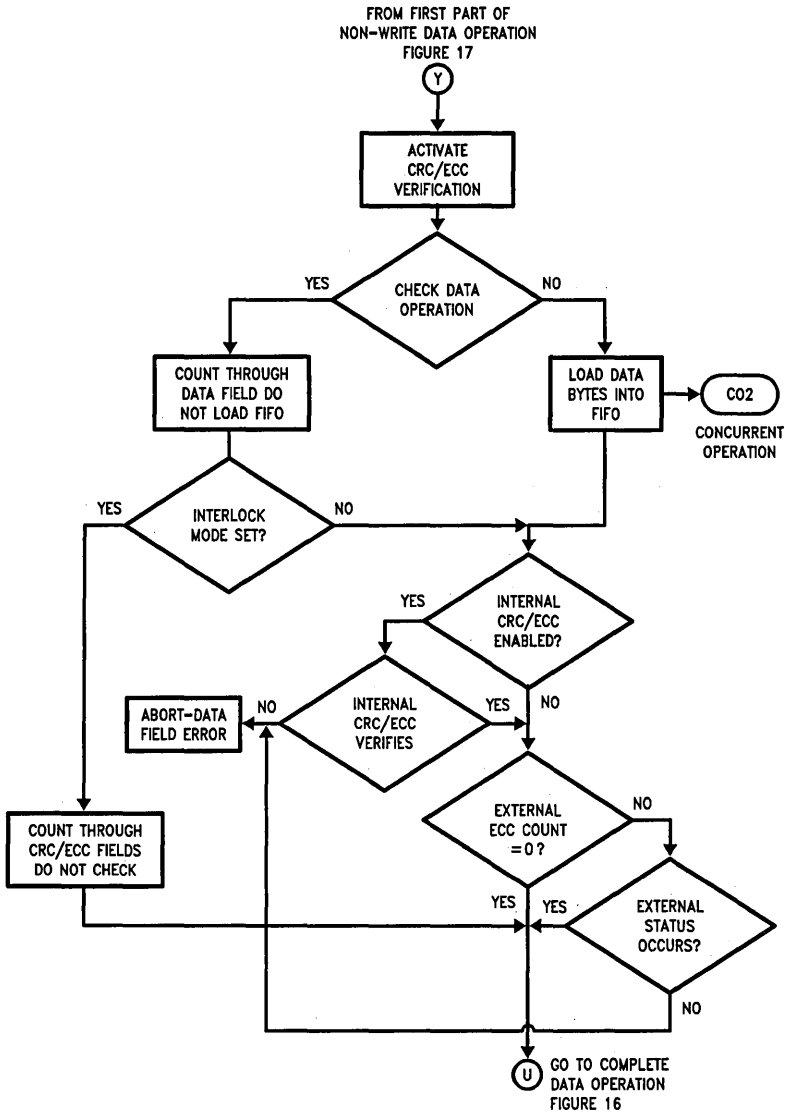 FROM FIRST PART OF
NON-WRITE DATA OPERATION
FIGURE 17
Y
ACTIVATE
CRC/ECC
VERIFICATION
YES
CHECK DATA
OPERATION
NO
COUNT THROUGH
DATA FIELD DO
NOT LOAD FIFO
LOAD DATA
BYTES INTO
FIFO
CO2
CONCURRENT
OPERATION
YES
INTERLOCK
MODE SET?
NO
YES
INTERNAL
CRC/ECC
ENABLED?
NO
ABORT-DATA
FIELD ERROR
NO
INTERNAL
CRC/ECC
VERIFIES
YES
EXTERNAL
ECC COUNT
=0?
NO
COUNT THROUGH
CRC/ECC FIELDS
DO NOT CHECK
YES
YES
EXTERNAL
STATUS
OCCURS?
NO
U
GO TO COMPLETE
DATA OPERATION
FIGURE 16